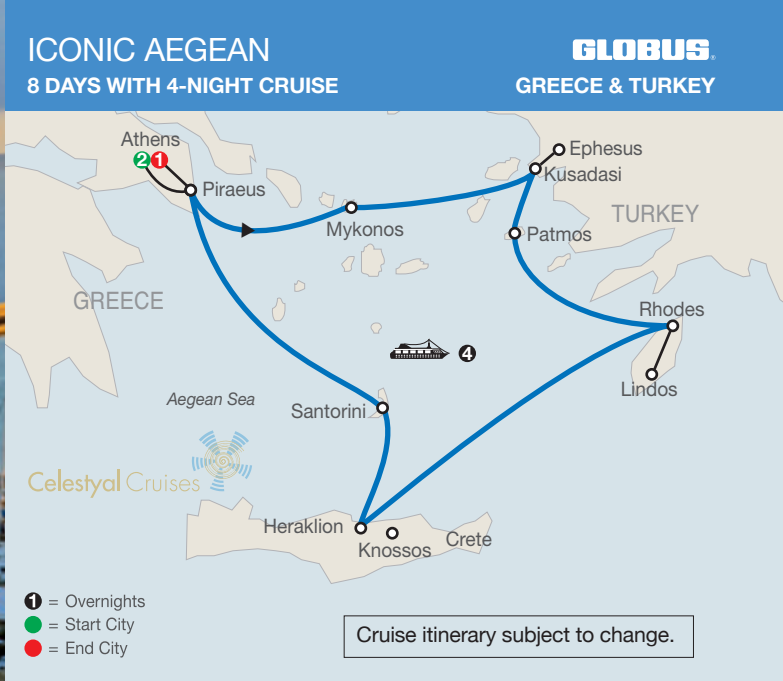 ICONIC AEGEAN
8 DAYS WITH 4-NIGHT CRUISE
GLOBUS®
GREECE & TURKEY
Athens
2 1
Piraeus
Mykonos
Ephesus
Kusadasi
TURKEY
Patmos
GREECE
Rhodes
4
Lindos
Aegean Sea
Santorini
Celestyal Cruises
Heraklion
Knossos
Crete
1 = Overnights
= Start City
= End City
Cruise itinerary subject to change.